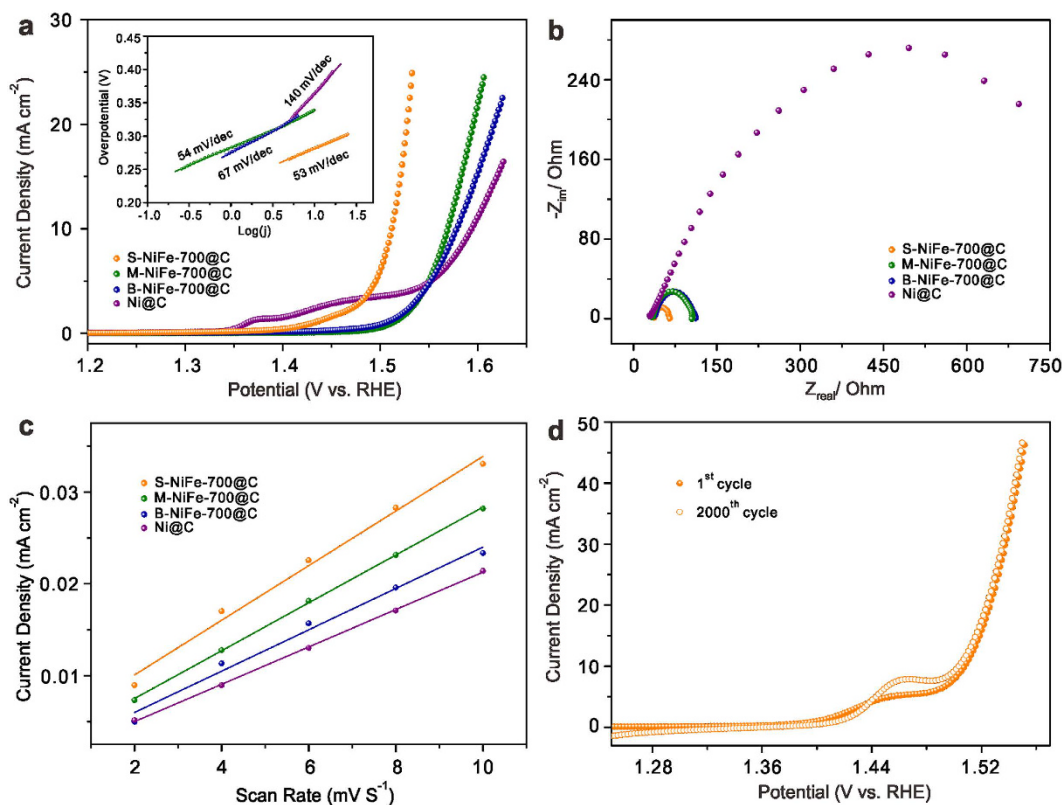 a
Current Density (mA cm⁻²)
30
25
20
15
10
5
0
1.2
1.3
1.4
1.5
1.6
Potential (V vs. RHE)
Overpotential (V)
0.45
0.40
0.35
0.30
0.25
0.20
-1.0
-0.5
0.0
0.5
1.0
1.5
Log(j)
140 mV/dec
54 mV/dec
67 mV/dec
53 mV/dec
S-NiFe-700@C
M-NiFe-700@C
B-NiFe-700@C
Ni@C
b
-Zim/ Ohm
240
160
80
0
0
150
300
450
600
750
Zreal/ Ohm
S-NiFe-700@C
M-NiFe-700@C
B-NiFe-700@C
Ni@C
c
Current Density (mA cm⁻²)
0.03
0.02
0.01
2
4
6
8
10
Scan Rate (mV S⁻¹)
S-NiFe-700@C
M-NiFe-700@C
B-NiFe-700@C
Ni@C
d
Current Density (mA cm⁻²)
50
40
30
20
10
0
1.28
1.36
1.44
1.52
Potential (V vs. RHE)
1st cycle
2000th cycle